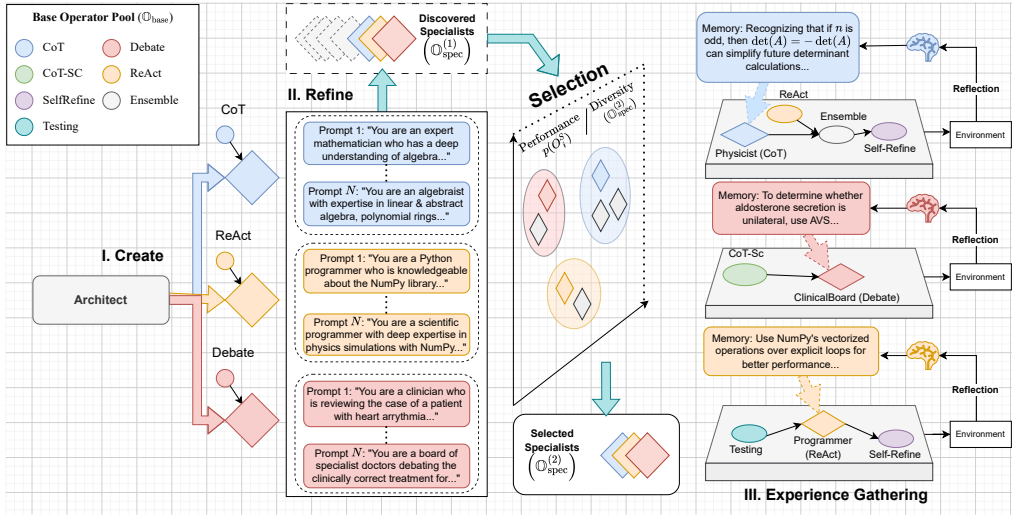 Base Operator Pool (𝕆base)
CoT
Debate
CoT-SC
ReAct
SelfRefine
Ensemble
Testing
I. Create
Architect
CoT
ReAct
Debate
II. Refine
Discovered
Specialists
(𝕆spec^(1))
Prompt 1: "You are an expert
mathematician who has a deep
understanding of algebra..."
Prompt N: "You are an algebraist
with expertise in linear & abstract
algebra, polynomial rings...
Prompt 1: "You are a Python
programmer who is knowledgeable
about the NumPy library..."
Prompt N: "You are a scientific
programmer with deep expertise in
physics simulations with NumPy..."
Prompt 1: "You are a clinician who
is reviewing the case of a patient
with heart arrythmia..."
Prompt N: "You are a board of
specialist doctors debating the
clinically correct treatment for..."
Selection
Performance | Diversity
p(O_i^S) (𝕆spec^(2))
Selected
Specialists
(𝕆spec^(2))
Memory: Recognizing that if n is
odd, then det(A) = − det(A)
can simplify future determinant
calculations...
Reflection
ReAct
Ensemble
Physicist (CoT)
Self-Refine
Environment
Memory: To determine whether
aldosterone secretion is
unilateral, use AVS...
Reflection
CoT-Sc
ClinicalBoard (Debate)
Environment
Memory: Use NumPy's vectorized
operations over explicit loops for
better performance...
Reflection
Testing
Programmer
(ReAct)
Self-Refine
Environment
III. Experience Gathering